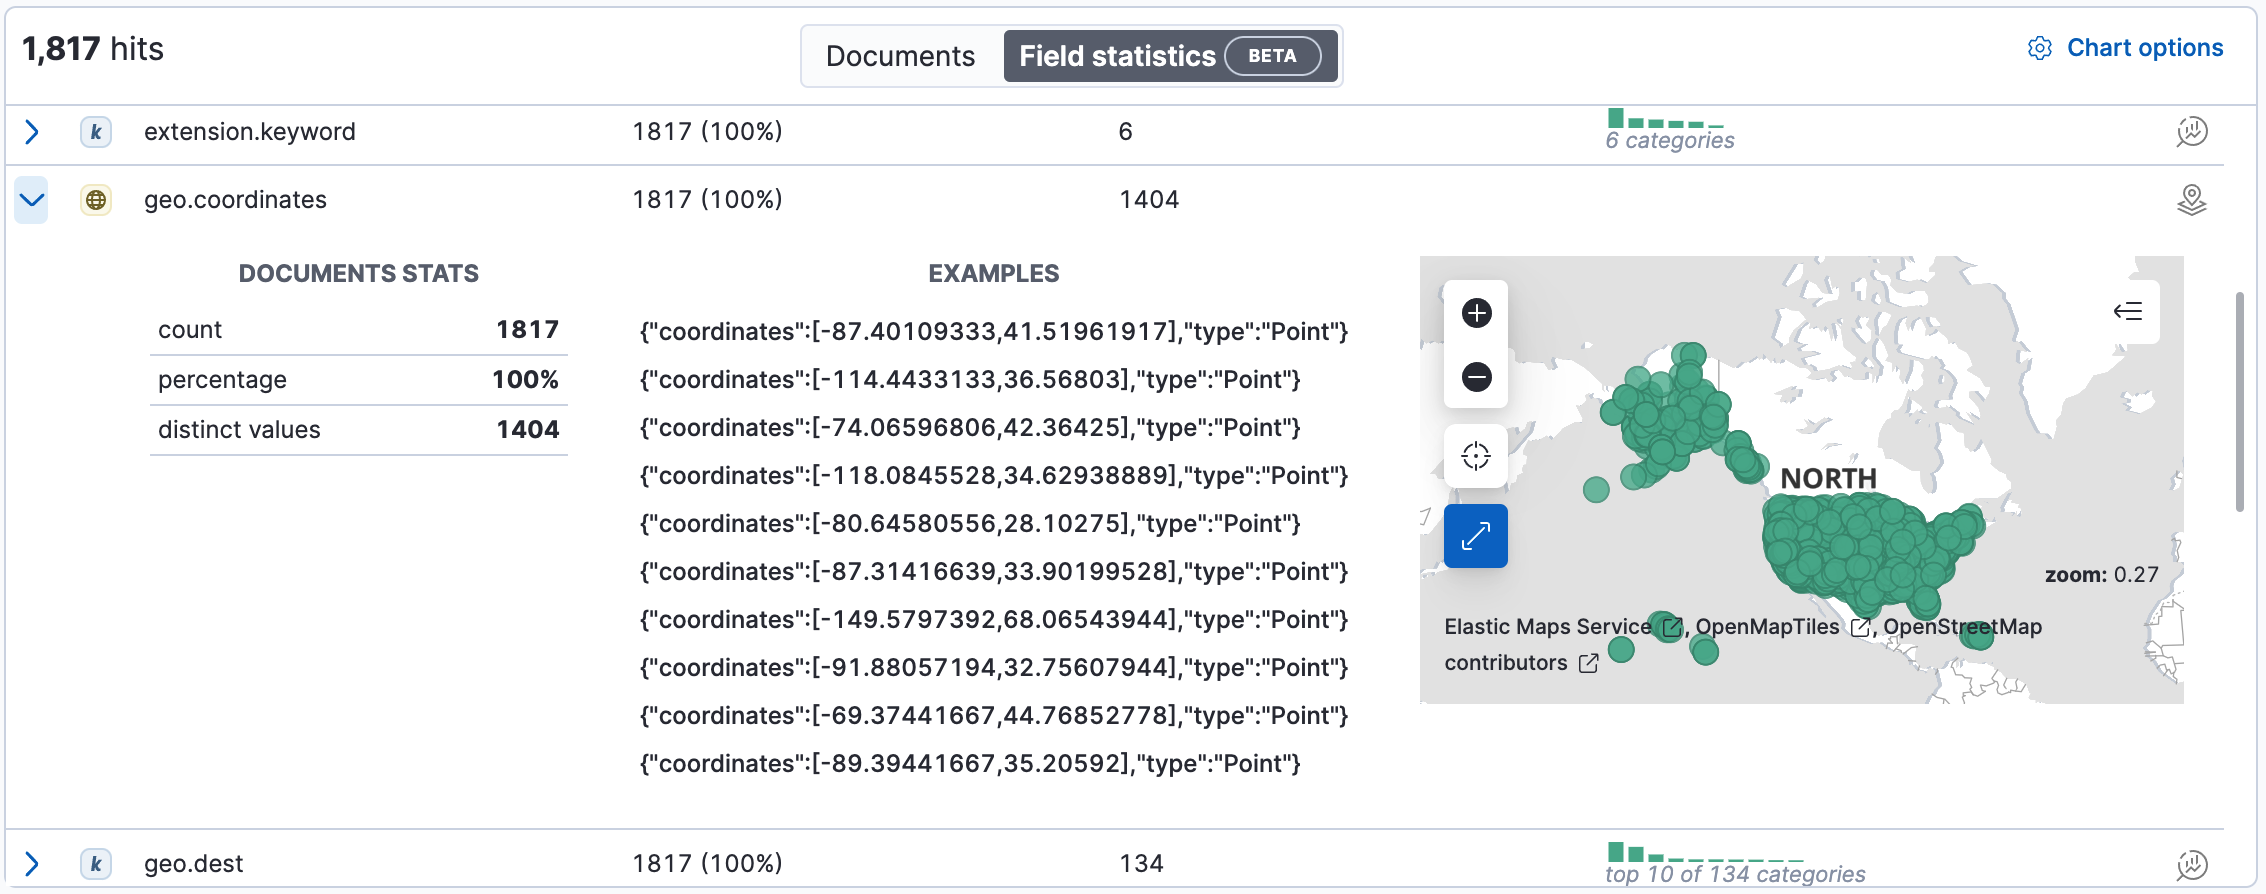 1,817 hits
Documents
Field statistics BETA
Chart options
k extension.keyword 1817 (100%) 6
6 categories
geo.coordinates 1817 (100%) 1404
DOCUMENTS STATS
count 1817
percentage 100%
distinct values 1404
EXAMPLES
{"coordinates":[-87.40109333,41.51961917],"type":"Point"}
{"coordinates":[-114.4433133,36.56803],"type":"Point"}
{"coordinates":[-74.06596806,42.36425],"type":"Point"}
{"coordinates":[-118.0845528,34.62938889],"type":"Point"}
{"coordinates":[-80.64580556,28.10275],"type":"Point"}
{"coordinates":[-87.31416639,33.90199528],"type":"Point"}
{"coordinates":[-149.5797392,68.06543944],"type":"Point"}
{"coordinates":[-91.88057194,32.75607944],"type":"Point"}
{"coordinates":[-69.37441667,44.76852778],"type":"Point"}
{"coordinates":[-89.39441667,35.20592],"type":"Point"}
NORTH
zoom: 0.27
Elastic Maps Service, OpenMapTiles, OpenStreetMap
contributors
k geo.dest 1817 (100%) 134
top 10 of 134 categories